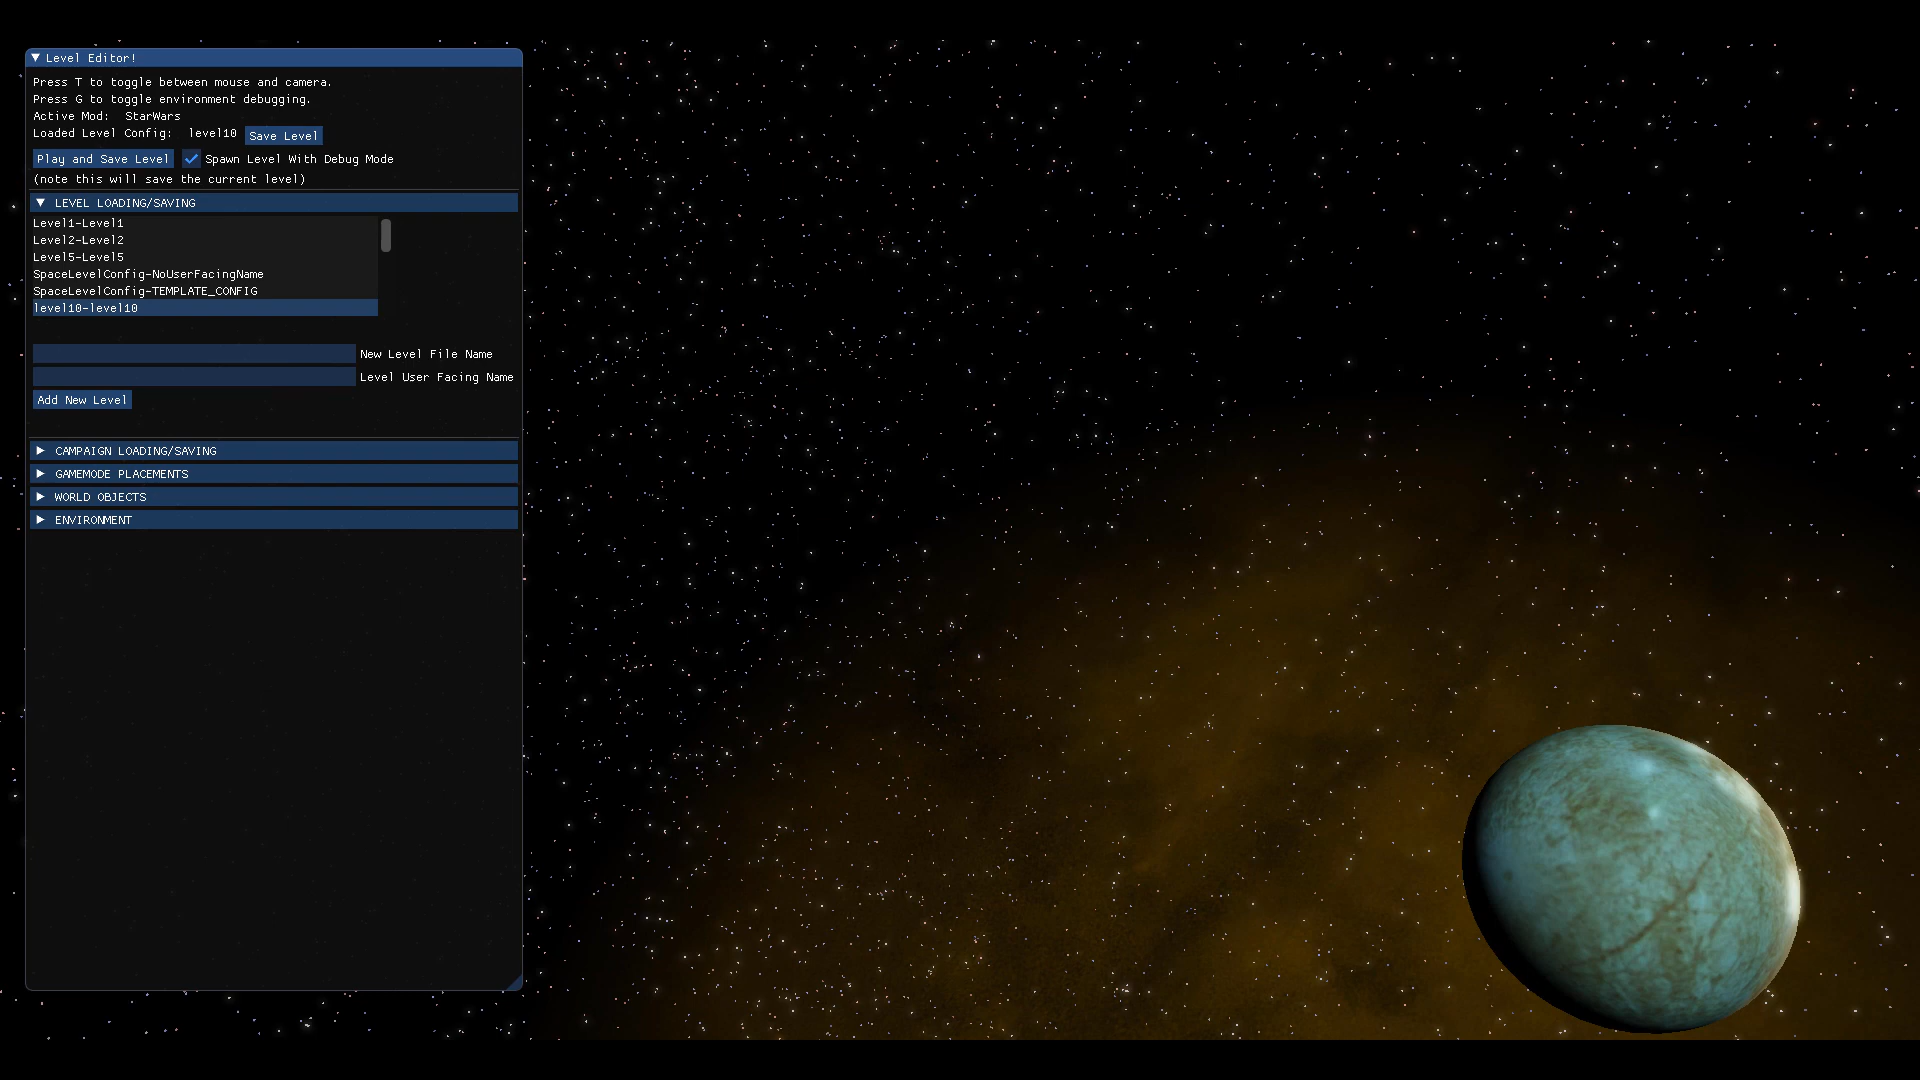 Level Editor!
Press T to toggle between mouse and camera.
Press G to toggle environment debugging.
Active Mod:  StarWars
Loaded Level Config:  level10 Save Level
Play and Save Level Spawn Level With Debug Mode
(note this will save the current level)
LEVEL LOADING/SAVING
Level1-Level1
Level2-Level2
Level5-Level5
SpaceLevelConfig-NoUserFacingName
SpaceLevelConfig-TEMPLATE_CONFIG
level10-level10
New Level File Name
Level User Facing Name
Add New Level
CAMPAIGN LOADING/SAVING
GAMEMODE PLACEMENTS
WORLD OBJECTS
ENVIRONMENT